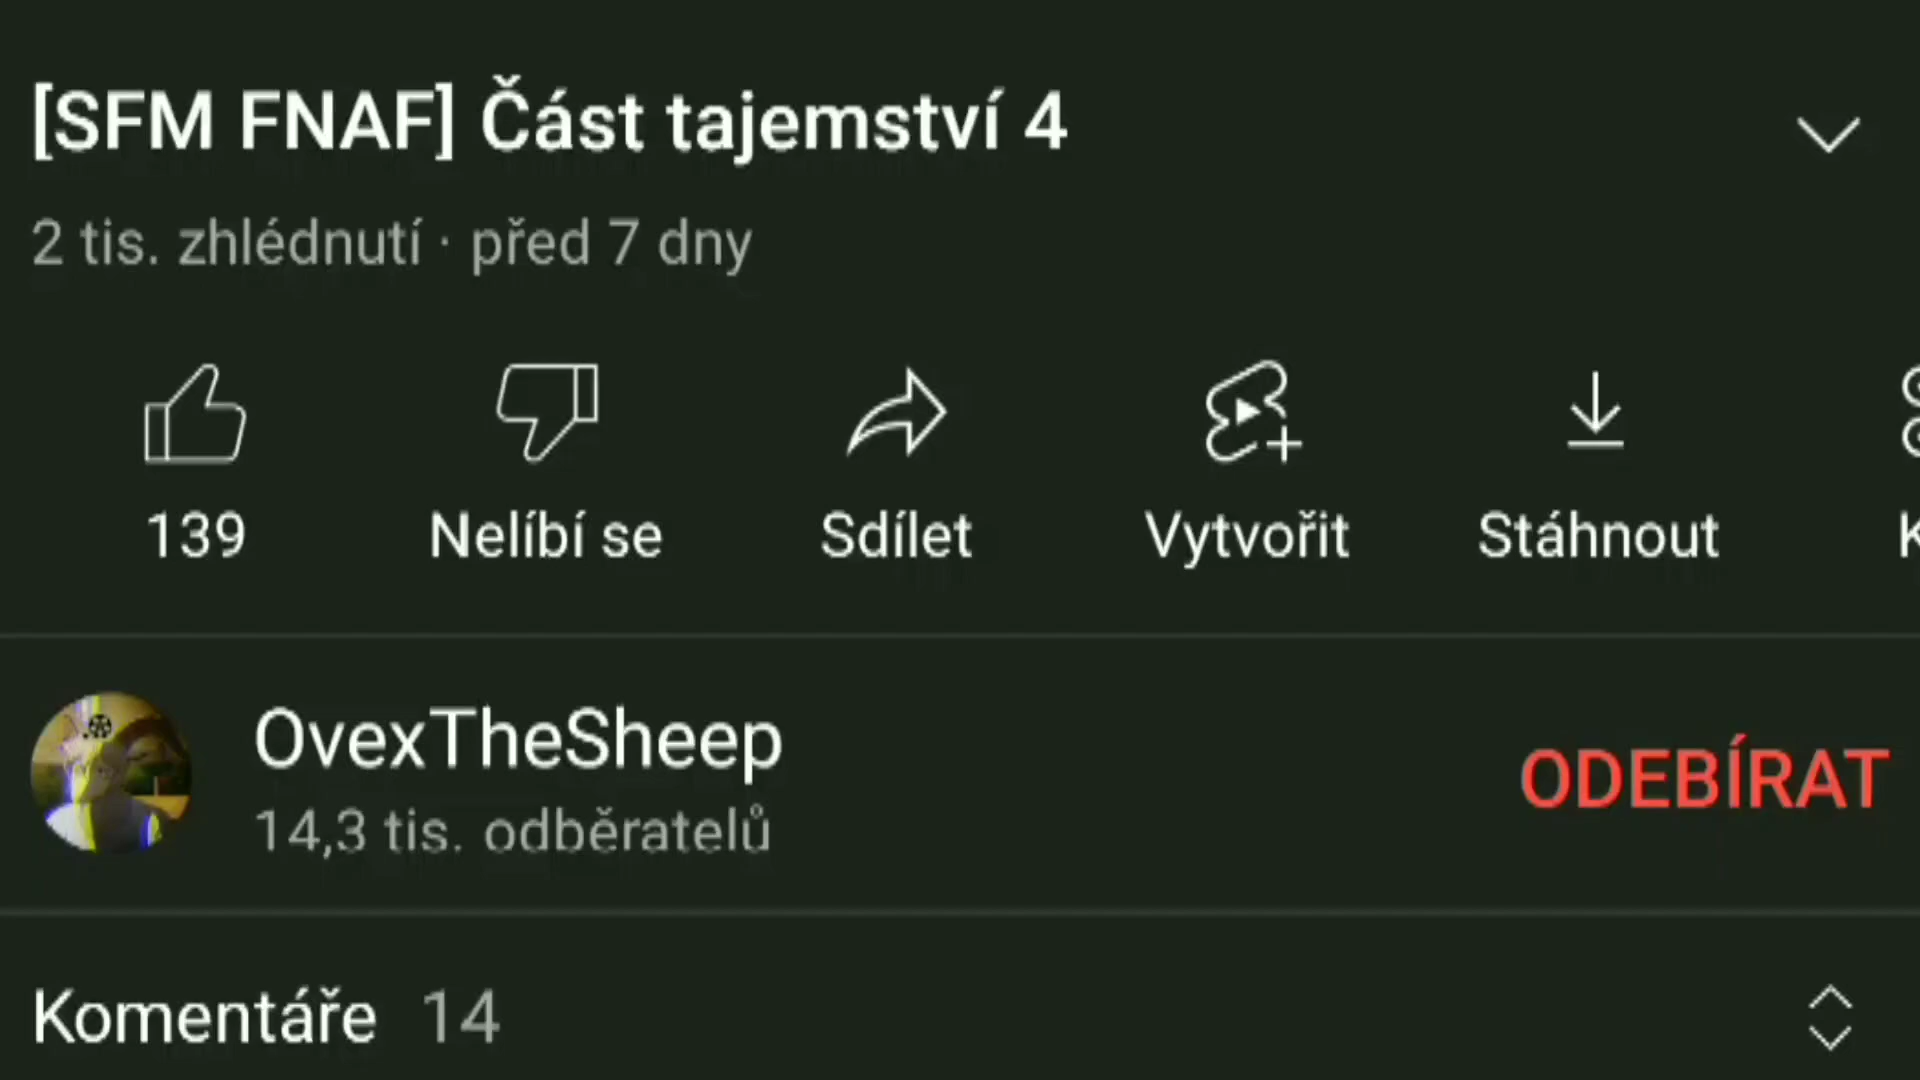 [SFM FNAF] Část tajemství 4
2 tis. zhlédnutí · před 7 dny
139 Nelíbí se Sdílet Vytvořit Stáhnout K
OvexTheSheep
ODEBÍRAT
14,3 tis. odběratelů
Komentáře 14